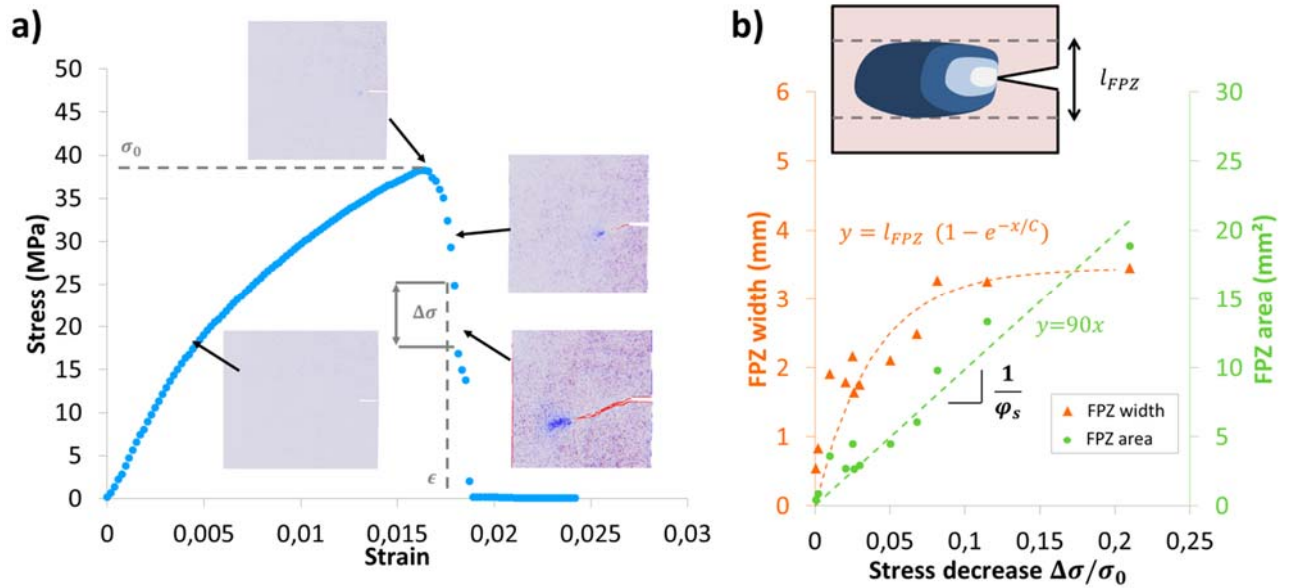 a)
50
45
40
35
30
25
20
15
10
5
0
Stress (MPa)
σ₀
Δσ
ϵ
0
0,005
0,01
0,015
0,02
0,025
0,03
Strain
b)
l_FPZ
6
5
4
3
2
1
0
FPZ width (mm)
y = l_FPZ (1 − e^{−x/C})
y=90x
1
φₛ
FPZ width
FPZ area
30
25
20
15
10
5
0
FPZ area (mm²)
0
0,05
0,1
0,15
0,2
0,25
Stress decrease Δσ/σ₀